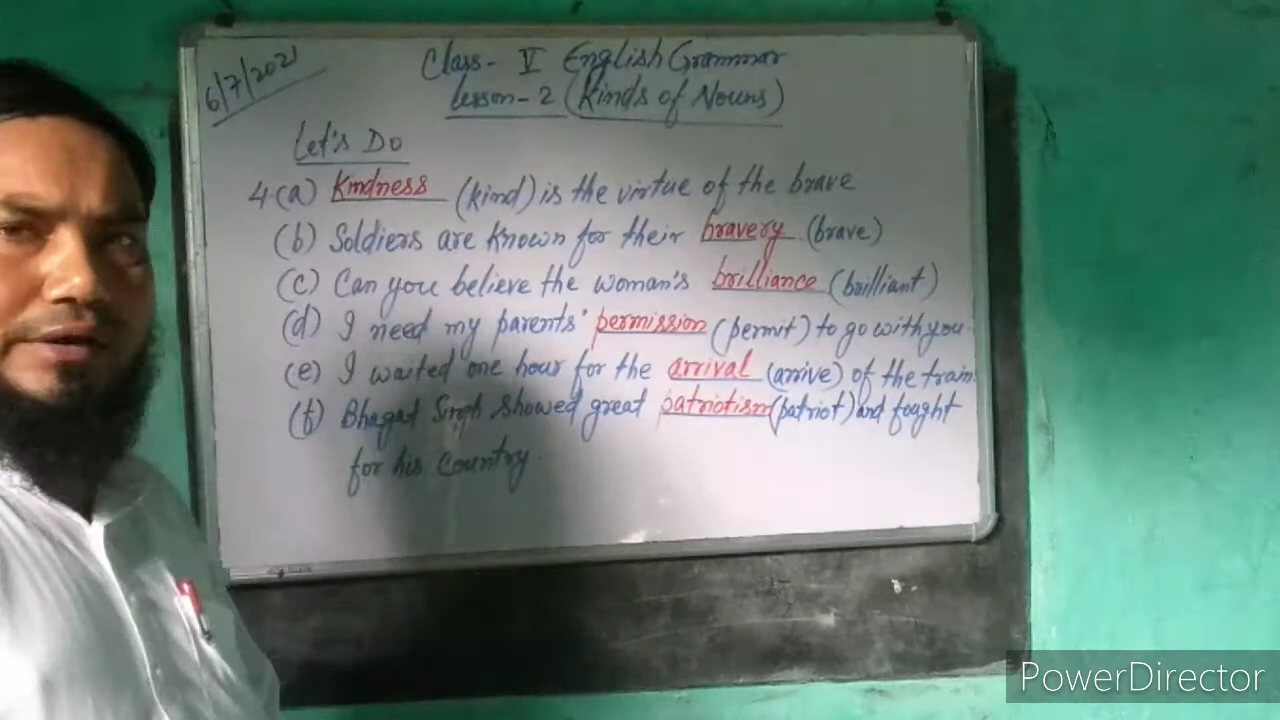 6/7/2021
Class- V English Grammar
Lesson-2 (Kinds of Nouns)
Let's Do
4.(a) Kindness (kind) is the virtue of the brave
(b) Soldiers are known for their bravery (brave)
(c) Can you believe the woman's brilliance (brilliant)
(d) I need my parents' permission (permit) to go with you.
(e) I waited one hour for the arrival (arrive) of the train.
(f) Bhagat Singh showed great patriotism (patriot) and fought
for his country.
PowerDirector